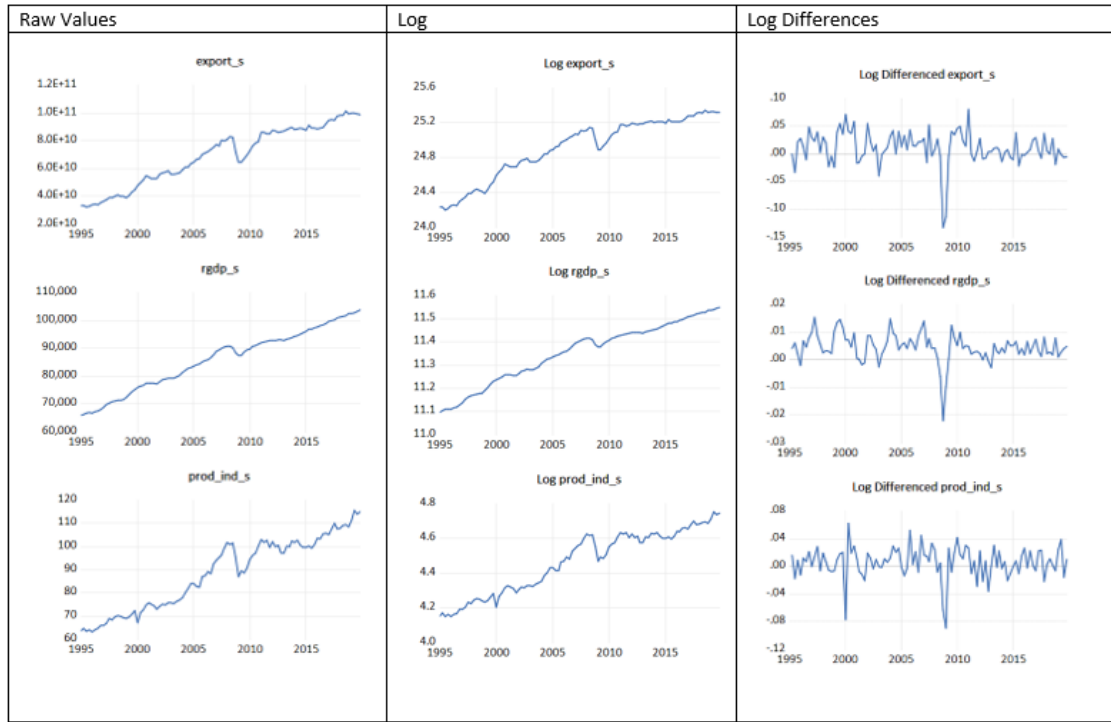 Raw Values
Log
Log Differences
export_s
1.2E+11
1.0E+11
8.0E+10
6.0E+10
4.0E+10
2.0E+10
1995 2000 2005 2010 2015
Log export_s
25.6
25.2
24.8
24.4
24.0
1995 2000 2005 2010 2015
Log Differenced export_s
.10
.05
.00
-.05
-.10
-.15
1995 2000 2005 2010 2015
rgdp_s
110,000
100,000
90,000
80,000
70,000
60,000
1995 2000 2005 2010 2015
Log rgdp_s
11.6
11.5
11.4
11.3
11.2
11.1
11.0
1995 2000 2005 2010 2015
Log Differenced rgdp_s
.02
.01
.00
-.01
-.02
-.03
1995 2000 2005 2010 2015
prod_ind_s
120
110
100
90
80
70
60
1995 2000 2005 2010 2015
Log prod_ind_s
4.8
4.6
4.4
4.2
4.0
1995 2000 2005 2010 2015
Log Differenced prod_ind_s
.08
.04
.00
-.04
-.08
-.12
1995 2000 2005 2010 2015